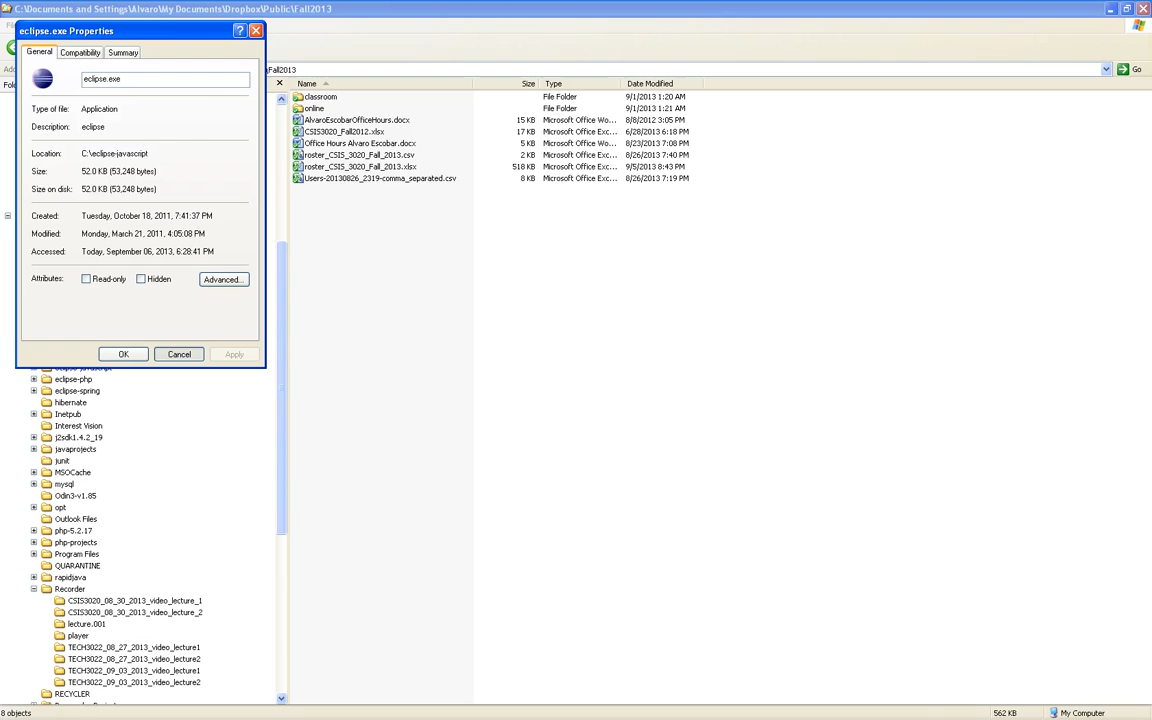 C:\Documents and Settings\Alvaro\My Documents\Dropbox\Public\Fall2013
eclipse.exe Properties
General Compatibility Summary
eclipse.exe
Type of file: Application
Description: eclipse
Location: C:\eclipse-javascript
Size: 52.0 KB (53,248 bytes)
Size on disk: 52.0 KB (53,248 bytes)
Created: Tuesday, October 18, 2011, 7:41:37 PM
Modified: Monday, March 21, 2011, 4:05:08 PM
Accessed: Today, September 06, 2013, 6:28:41 PM
Attributes: Read-only Hidden Advanced...
OK Cancel Apply
Fall2013 Go
Name Size Type Date Modified
classroom File Folder 9/1/2013 1:20 AM
online File Folder 9/1/2013 1:21 AM
AlvaroEscobarOfficeHours.docx 15 KB Microsoft Office Wo... 8/8/2012 3:05 PM
CSIS3020_Fall2012.xlsx 17 KB Microsoft Office Exc... 6/28/2013 6:18 PM
Office Hours Alvaro Escobar.docx 5 KB Microsoft Office Wo... 8/23/2013 7:08 PM
roster_CSIS_3020_Fall_2013.csv 2 KB Microsoft Office Exc... 8/26/2013 7:40 PM
roster_CSIS_3020_Fall_2013.xlsx 518 KB Microsoft Office Exc... 9/5/2013 8:43 PM
Users-20130826_2319-comma_separated.csv 8 KB Microsoft Office Exc... 8/26/2013 7:19 PM
eclipse-php
eclipse-spring
hibernate
Inetpub
Interest Vision
j2sdk1.4.2_19
javaprojects
junit
MSOCache
mysql
Odin3-v1.85
opt
Outlook Files
php-5.2.17
php-projects
Program Files
QUARANTINE
rapidjava
Recorder
CSIS3020_08_30_2013_video_lecture_1
CSIS3020_08_30_2013_video_lecture_2
lecture.001
player
TECH3022_08_27_2013_video_lecture1
TECH3022_08_27_2013_video_lecture2
TECH3022_09_03_2013_video_lecture1
TECH3022_09_03_2013_video_lecture2
RECYCLER
8 objects 562 KB My Computer